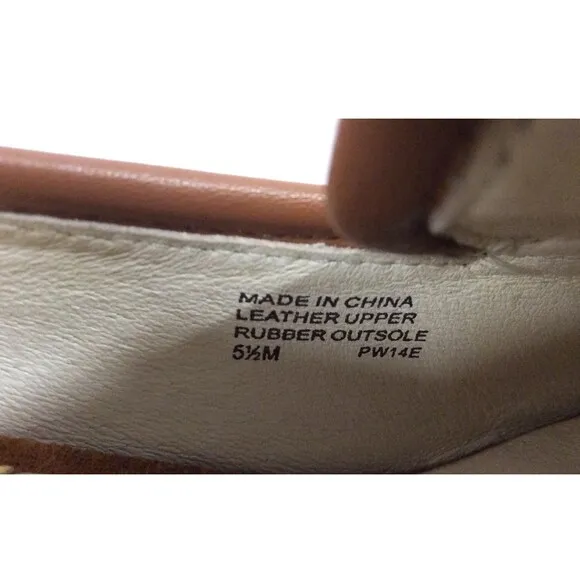 MADE IN CHINA
LEATHER UPPER
RUBBER OUTSOLE
5½M PW14E